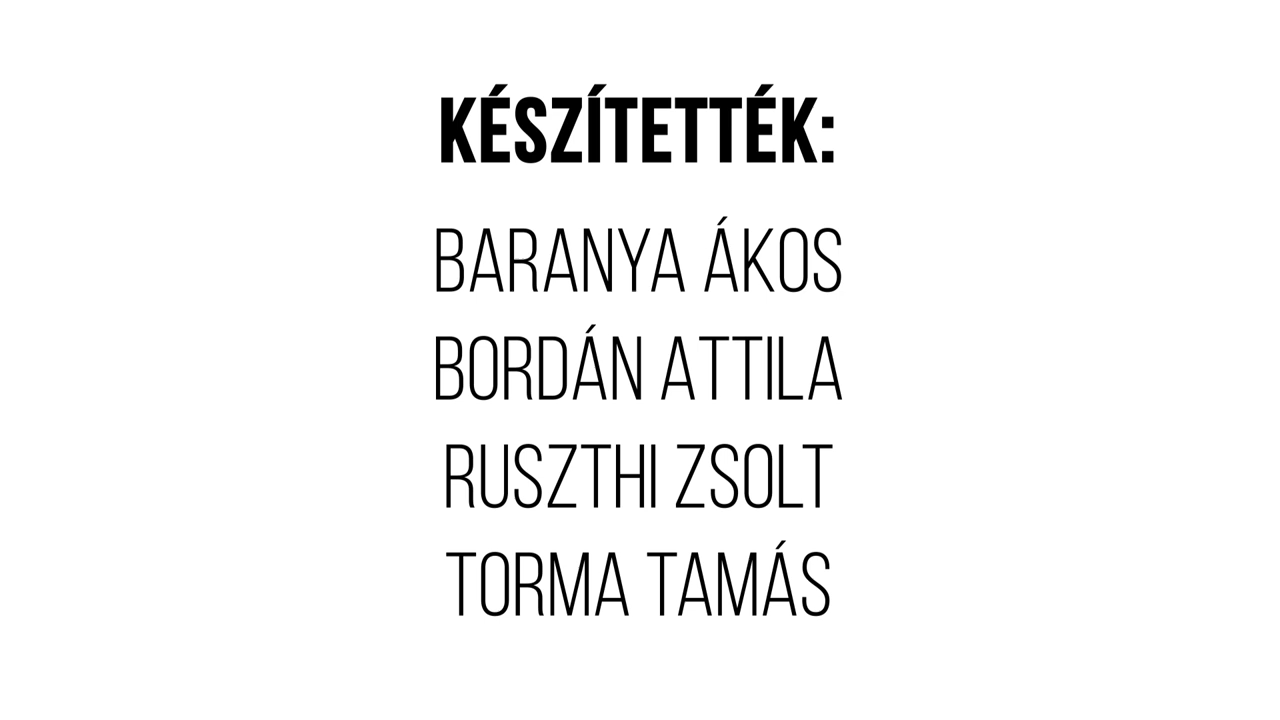 KÉSZÍTETTÉK:
BARANYA ÁKOS
BORDÁN ATTILA
RUSZTHI ZSOLT
TORMA TAMÁS